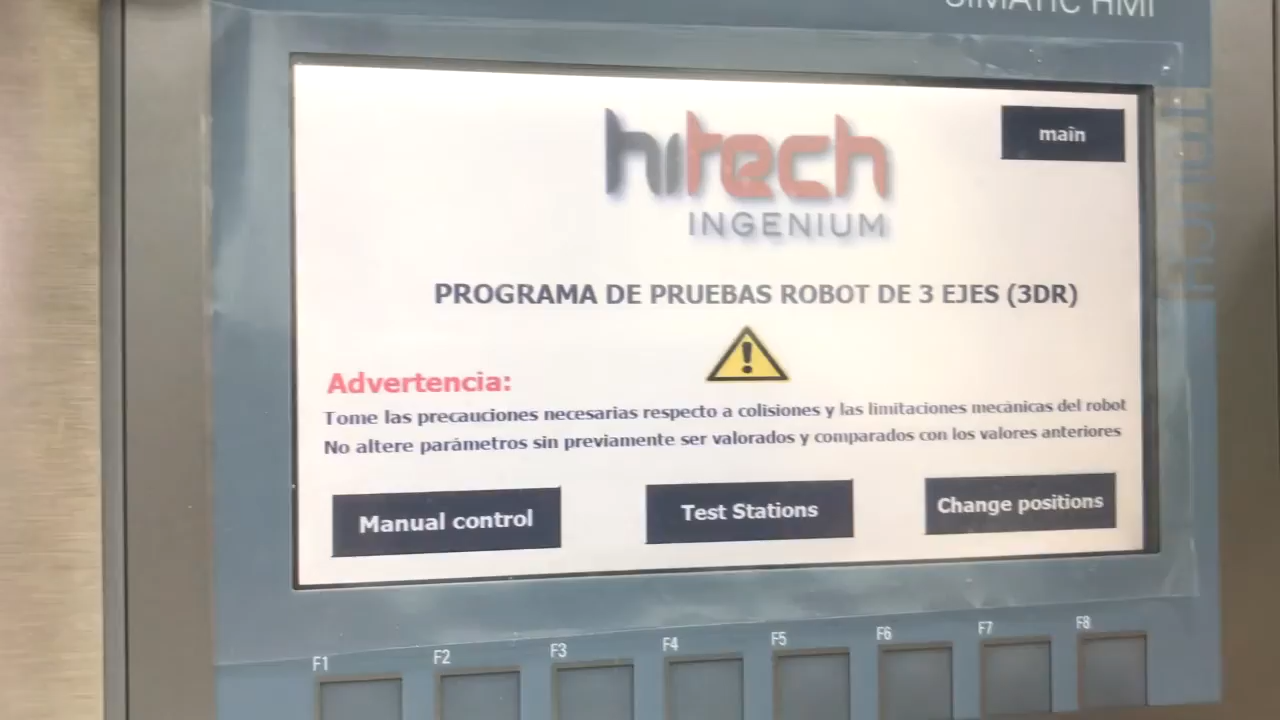 SIMATIC HMI
TOUCH
main
hitech
INGENIUM
PROGRAMA DE PRUEBAS ROBOT DE 3 EJES (3DR)
Advertencia:
Tome las precauciones necesarias respecto a colisiones y las limitaciones mecánicas del robot
No altere parámetros sin previamente ser valorados y comparados con los valores anteriores
Manual control
Test Stations
Change positions
F1 F2 F3 F4 F5 F6 F7 F8